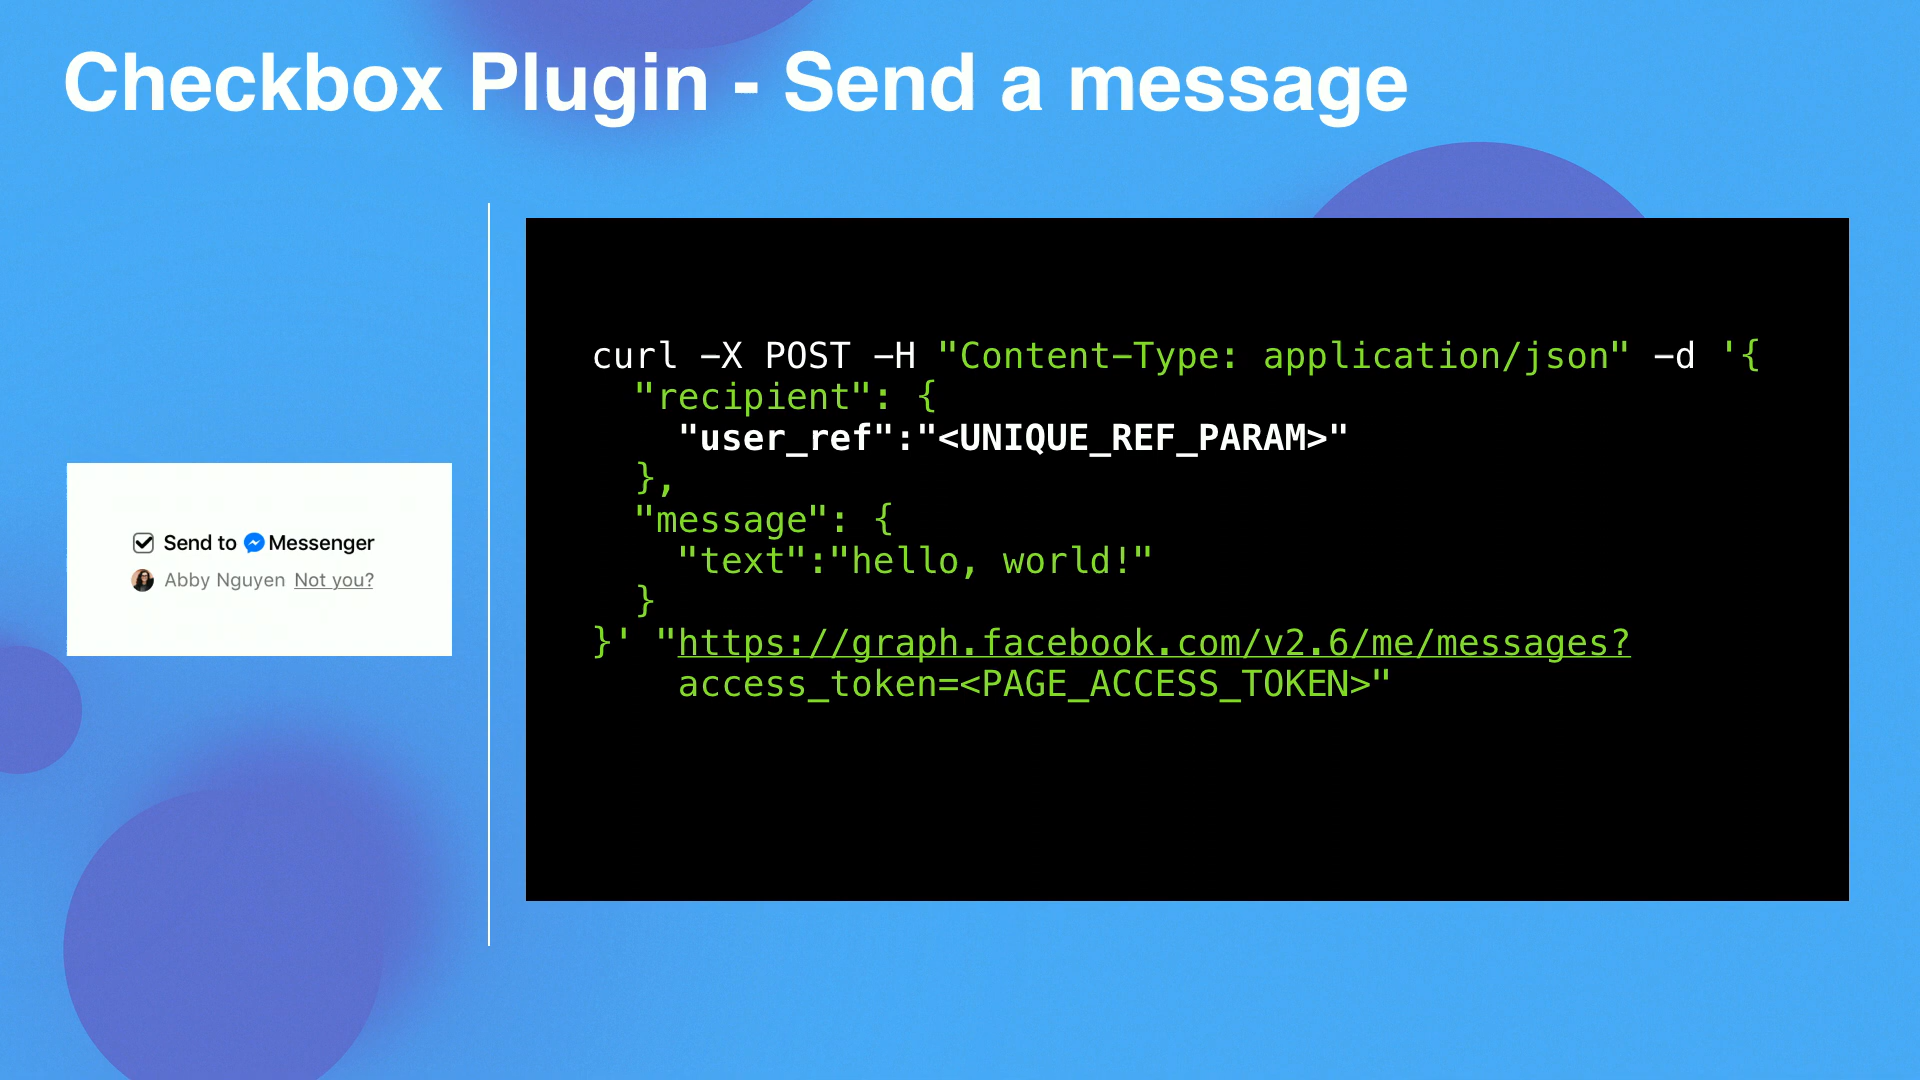 Checkbox Plugin - Send a message
Send to Messenger
Abby Nguyen Not you?
curl -X POST -H "Content-Type: application/json" -d '{
"recipient": {
"user_ref":"<UNIQUE_REF_PARAM>"
},
"message": {
"text":"hello, world!"
}
}' "https://graph.facebook.com/v2.6/me/messages?
access_token=<PAGE_ACCESS_TOKEN>"